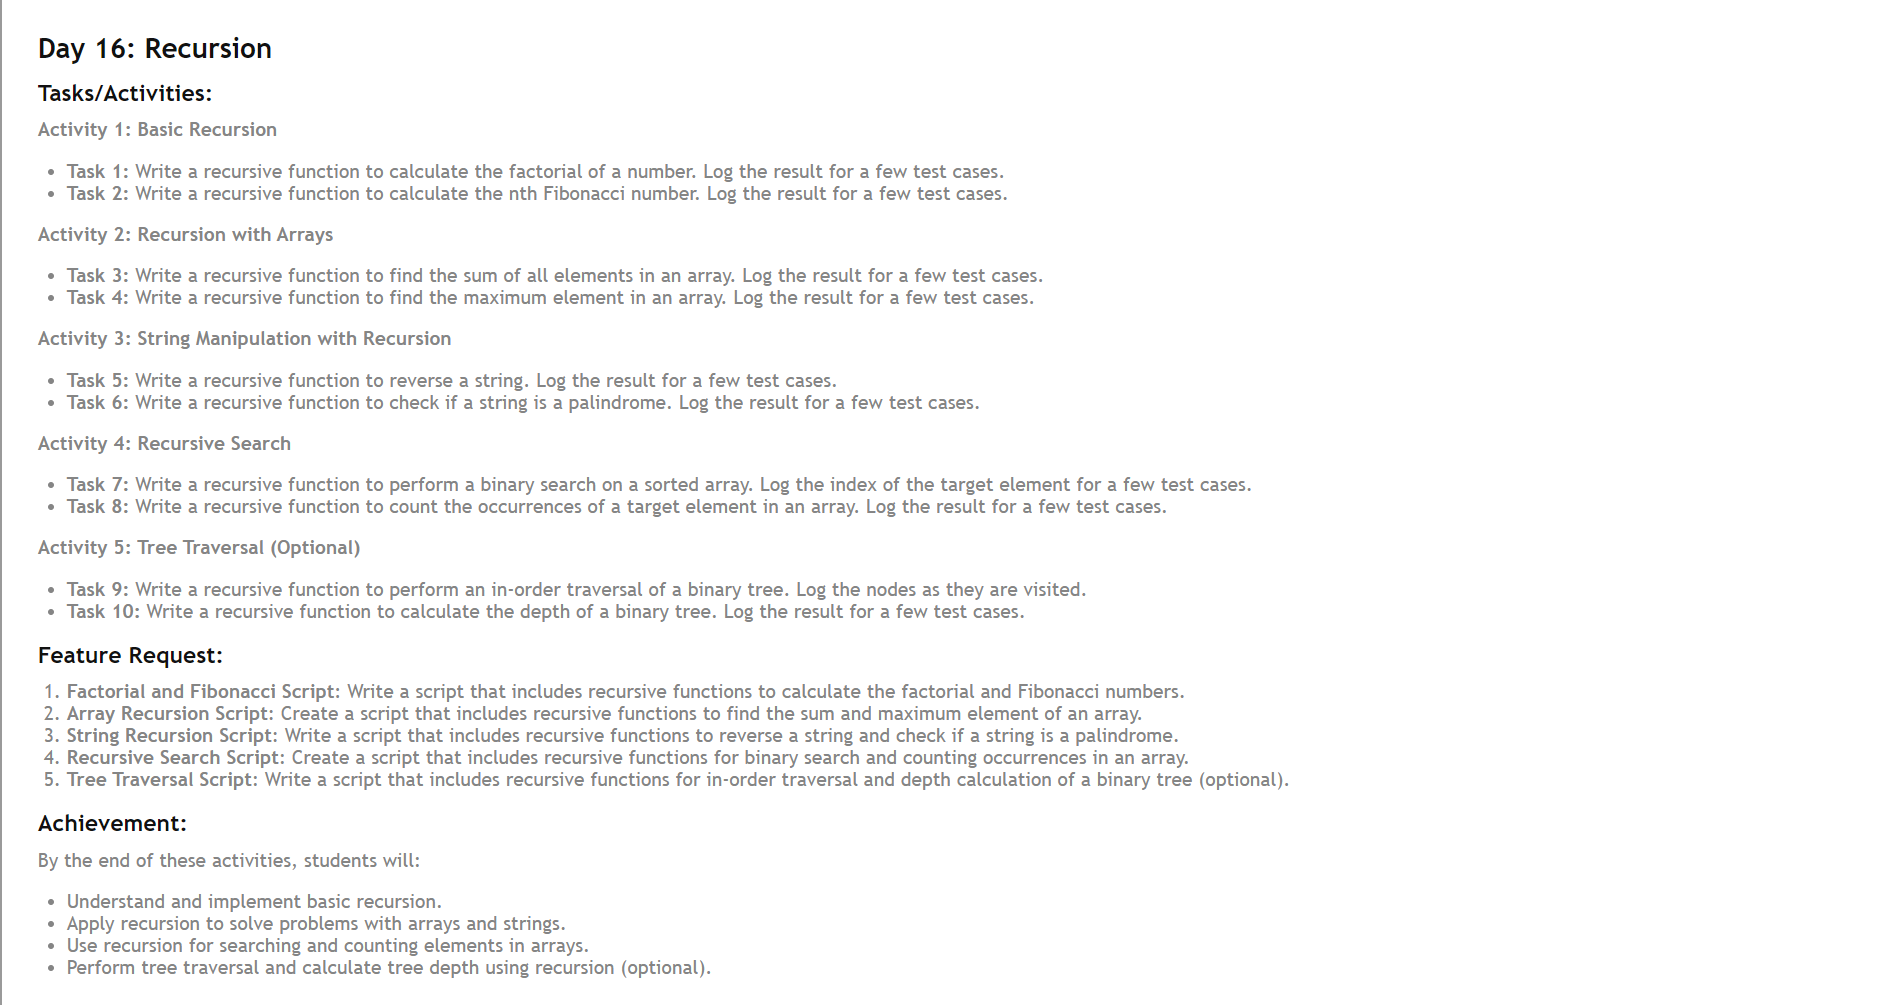 Day 16: Recursion
Tasks/Activities:
Activity 1: Basic Recursion
• Task 1: Write a recursive function to calculate the factorial of a number. Log the result for a few test cases.
• Task 2: Write a recursive function to calculate the nth Fibonacci number. Log the result for a few test cases.
Activity 2: Recursion with Arrays
• Task 3: Write a recursive function to find the sum of all elements in an array. Log the result for a few test cases.
• Task 4: Write a recursive function to find the maximum element in an array. Log the result for a few test cases.
Activity 3: String Manipulation with Recursion
• Task 5: Write a recursive function to reverse a string. Log the result for a few test cases.
• Task 6: Write a recursive function to check if a string is a palindrome. Log the result for a few test cases.
Activity 4: Recursive Search
• Task 7: Write a recursive function to perform a binary search on a sorted array. Log the index of the target element for a few test cases.
• Task 8: Write a recursive function to count the occurrences of a target element in an array. Log the result for a few test cases.
Activity 5: Tree Traversal (Optional)
• Task 9: Write a recursive function to perform an in-order traversal of a binary tree. Log the nodes as they are visited.
• Task 10: Write a recursive function to calculate the depth of a binary tree. Log the result for a few test cases.
Feature Request:
1. Factorial and Fibonacci Script: Write a script that includes recursive functions to calculate the factorial and Fibonacci numbers.
2. Array Recursion Script: Create a script that includes recursive functions to find the sum and maximum element of an array.
3. String Recursion Script: Write a script that includes recursive functions to reverse a string and check if a string is a palindrome.
4. Recursive Search Script: Create a script that includes recursive functions for binary search and counting occurrences in an array.
5. Tree Traversal Script: Write a script that includes recursive functions for in-order traversal and depth calculation of a binary tree (optional).
Achievement:
By the end of these activities, students will:
• Understand and implement basic recursion.
• Apply recursion to solve problems with arrays and strings.
• Use recursion for searching and counting elements in arrays.
• Perform tree traversal and calculate tree depth using recursion (optional).